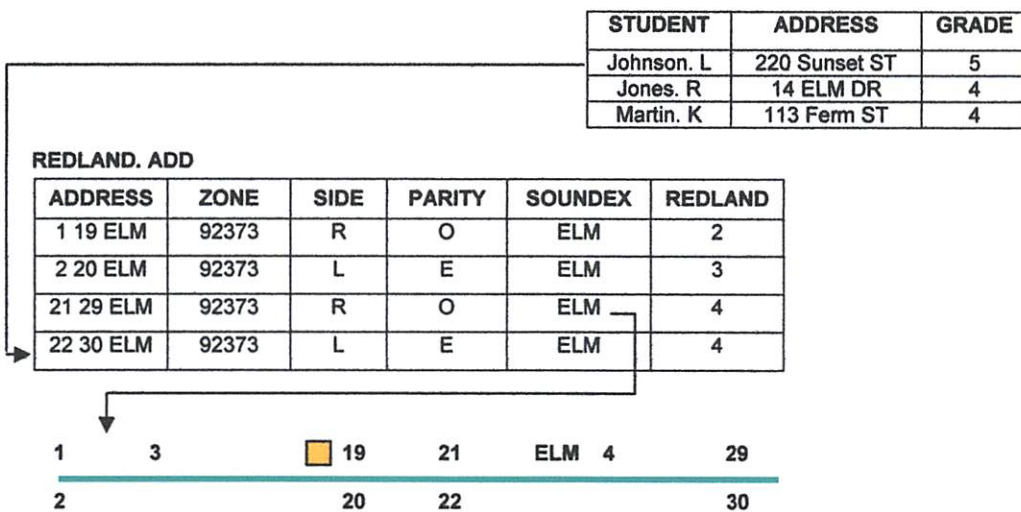 STUDENT ADDRESS GRADE
Johnson. L 220 Sunset ST 5
Jones. R 14 ELM DR 4
Martin. K 113 Ferm ST 4
REDLAND. ADD
ADDRESS ZONE SIDE PARITY SOUNDEX REDLAND
1 19 ELM 92373 R O ELM 2
2 20 ELM 92373 L E ELM 3
21 29 ELM 92373 R O ELM 4
22 30 ELM 92373 L E ELM 4
1 3 19 21 ELM 4 29
2 20 22 30